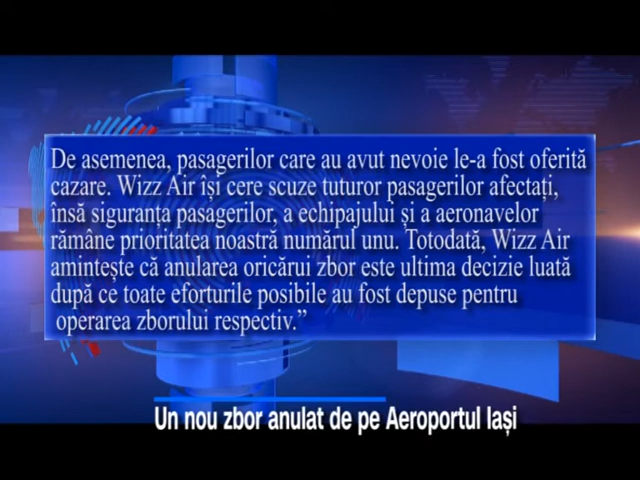 De asemenea, pasagerilor care au avut nevoie le-a fost oferită
cazare. Wizz Air își cere scuze tuturor pasagerilor afectați,
însă siguranța pasagerilor, a echipajului și a aeronavelor
rămâne prioritatea noastră numărul unu. Totodată, Wizz Air
amintește că anularea oricărui zbor este ultima decizie luată
după ce toate eforturile posibile au fost depuse pentru
operarea zborului respectiv.”
Un nou zbor anulat de pe Aeroportul Iași